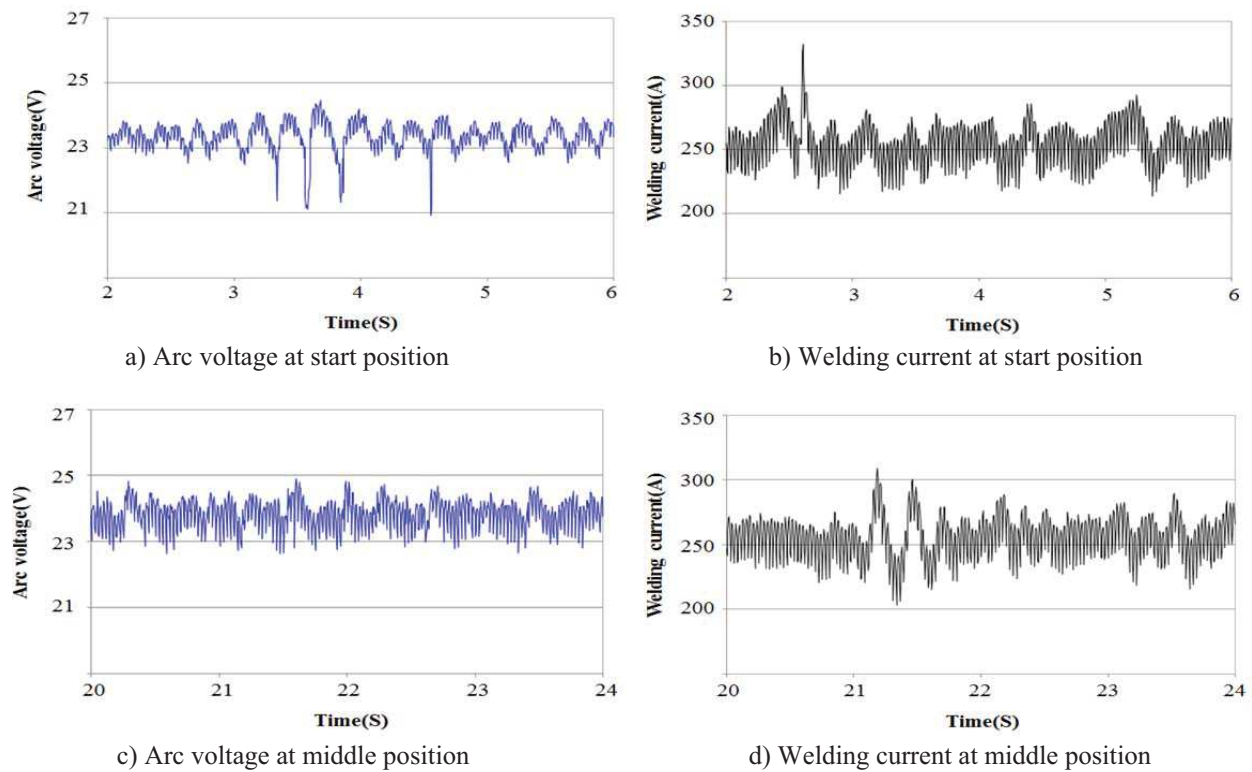 27
25
23
21
Arc voltage(V)
2 3 4 5 6
Time(S)
a) Arc voltage at start position
350
300
250
200
Welding current(A)
2 3 4 5 6
Time(S)
b) Welding current at start position
27
25
23
21
Arc voltage(V)
20 21 22 23 24
Time(S)
c) Arc voltage at middle position
350
300
250
200
Welding current(A)
20 21 22 23 24
Time(S)
d) Welding current at middle position